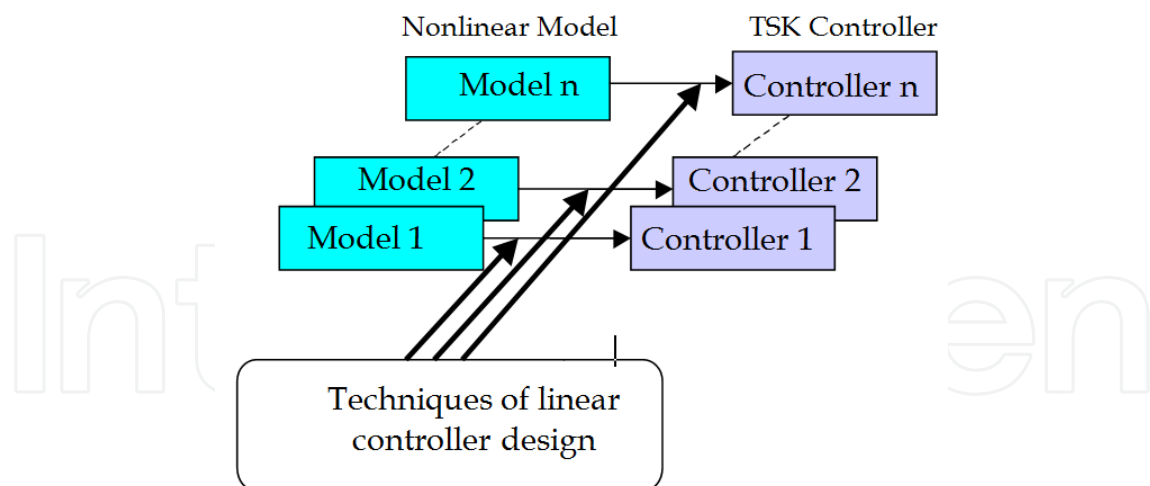 Nonlinear Model
TSK Controller
Model n
Controller n
Model 2
Controller 2
Model 1
Controller 1
Techniques of linear
controller design